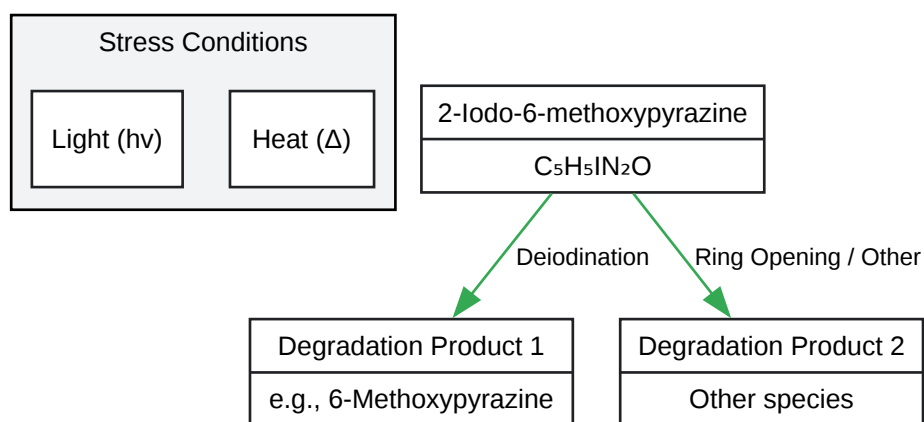 Stress Conditions
Light (hv)
Heat (Δ)
2-Iodo-6-methoxypyrazine
C₅H₅IN₂O
Deiodination
Ring Opening / Other
Degradation Product 1
e.g., 6-Methoxypyrazine
Degradation Product 2
Other species